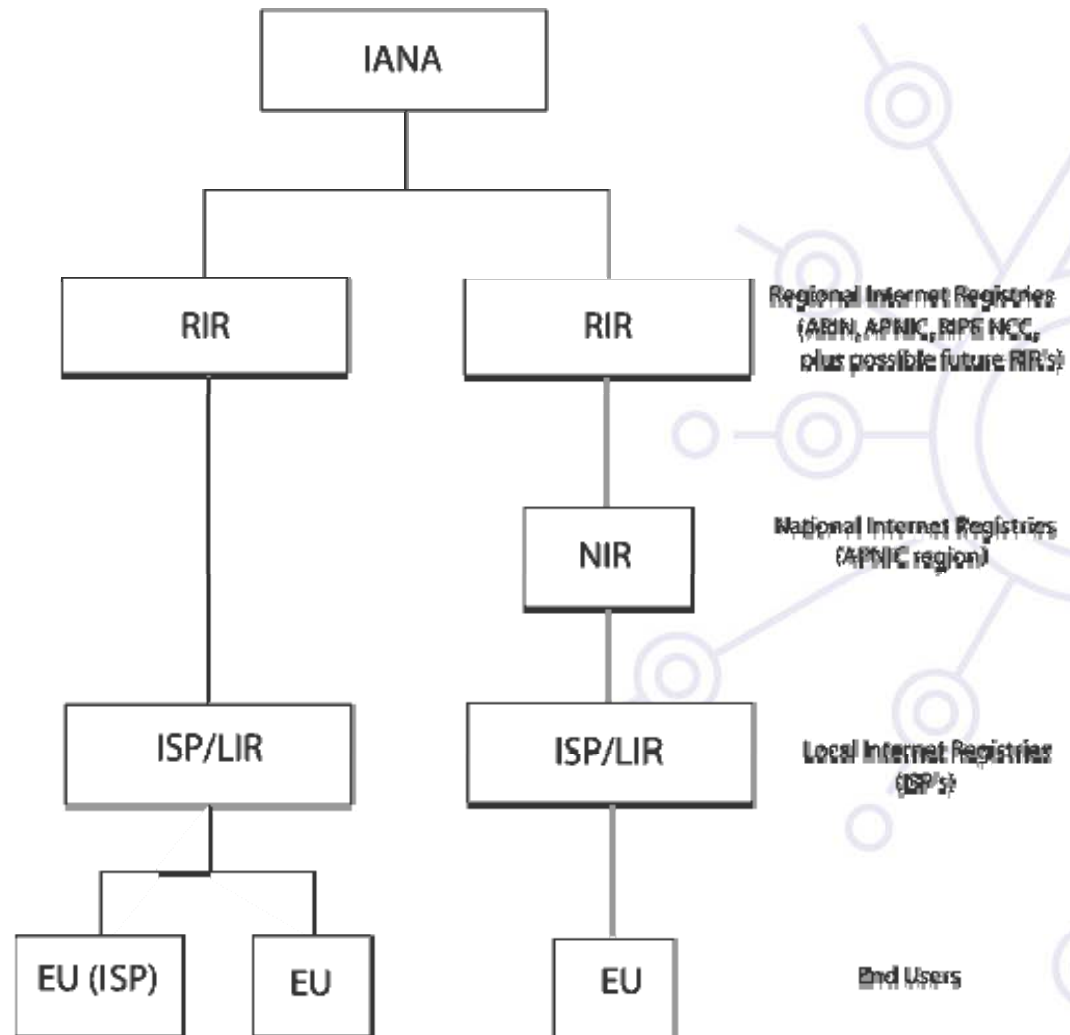 IANA
RIR
RIR
Regional Internet Registries
(ARIN, APNIC, RIPE NCC,
plus possible future RIR's)
NIR
National Internet Registries
(APNIC region)
ISP/LIR
ISP/LIR
Local Internet Registries
(ISP's)
EU (ISP)
EU
EU
End Users